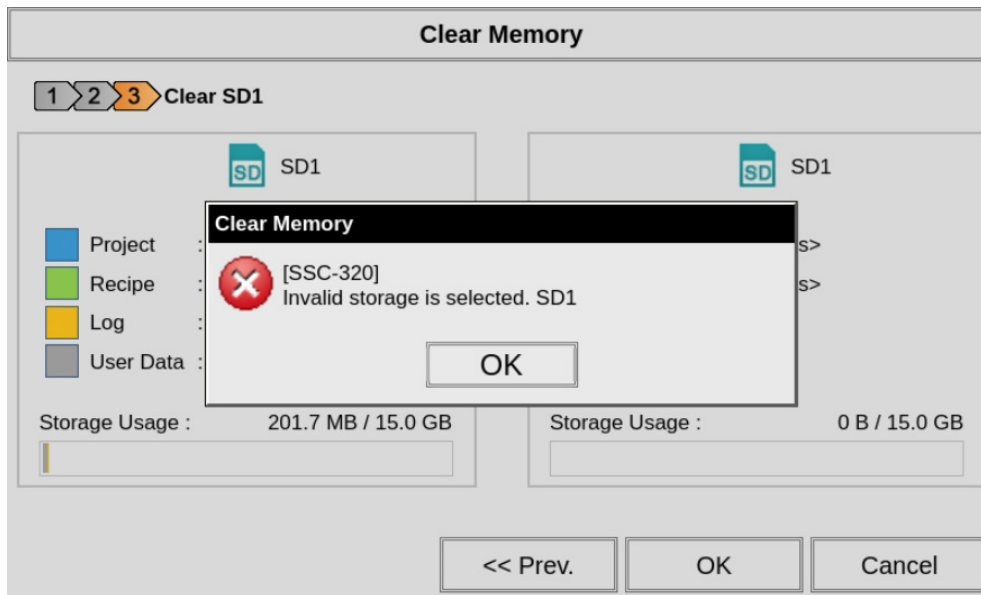 Clear Memory
1 2 3 Clear SD1
SD SD1
SD SD1
Clear Memory
[SSC-320]
Invalid storage is selected. SD1
OK
Project :
Recipe :
Log :
User Data :
s>
s>
Storage Usage : 201.7 MB / 15.0 GB
Storage Usage : 0 B / 15.0 GB
<< Prev. OK Cancel